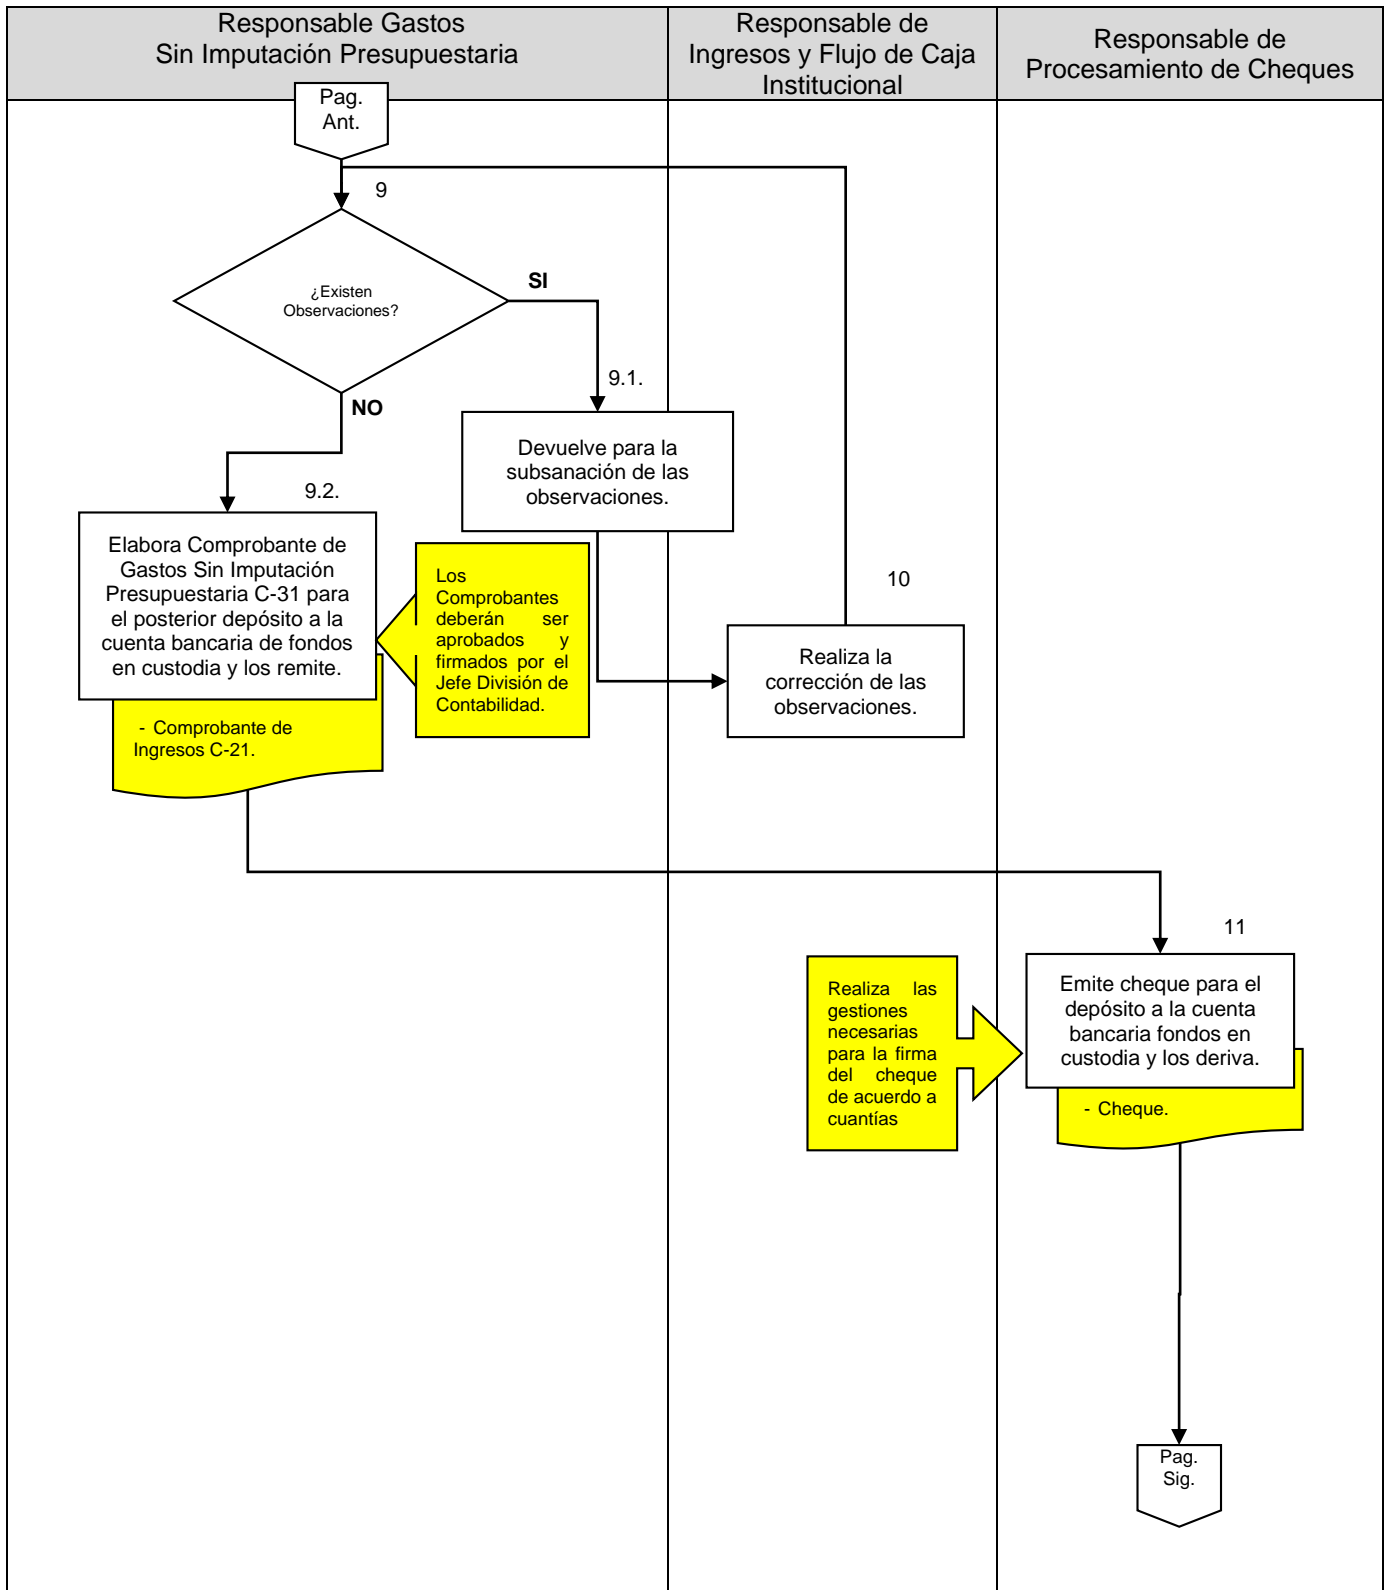 Responsable Gastos
Sin Imputación Presupuestaria
Responsable de
Ingresos y Flujo de Caja
Institucional
Responsable de
Procesamiento de Cheques
Pag.
Ant.
9
¿Existen
Observaciones?
SI
NO
9.1.
Devuelve para la
subsanación de las
observaciones.
9.2.
Elabora Comprobante de
Gastos Sin Imputación
Presupuestaria C-31 para
el posterior depósito a la
cuenta bancaria de fondos
en custodia y los remite.
- Comprobante de
Ingresos C-21.
Los
Comprobantes
deberán ser
aprobados y
firmados por el
Jefe División de
Contabilidad.
10
Realiza la
corrección de las
observaciones.
11
Emite cheque para el
depósito a la cuenta
bancaria fondos en
custodia y los deriva.
- Cheque.
Realiza las
gestiones
necesarias
para la firma
del cheque
de acuerdo a
cuantías
Pag.
Sig.